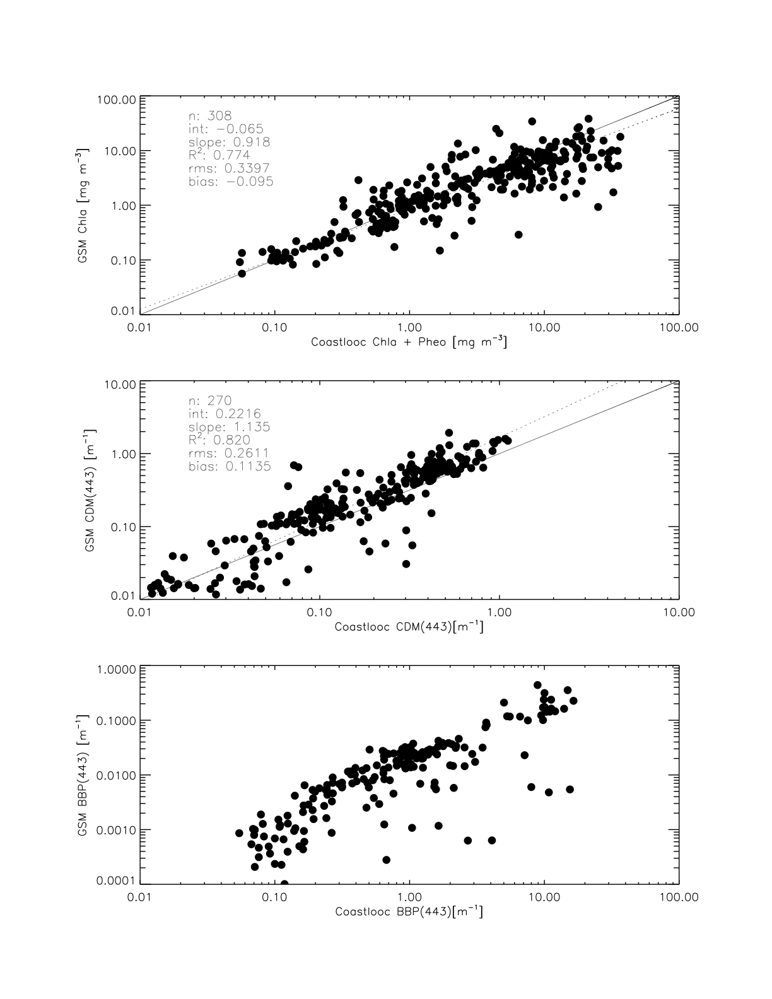 100.00
10.00
1.00
0.10
0.01
GSM Chla [mg m⁻³]
n: 308
int: −0.065
slope: 0.918
R²: 0.774
rms: 0.3397
bias: −0.095
0.01 0.10 1.00 10.00 100.00
Coastlooc Chla + Pheo [mg m⁻³]
10.00
1.00
0.10
0.01
GSM CDM(443) [m⁻¹]
n: 270
int: 0.2216
slope: 1.135
R²: 0.820
rms: 0.2611
bias: 0.1135
0.01 0.10 1.00 10.00
Coastlooc CDM(443)[m⁻¹]
1.0000
0.1000
0.0100
0.0010
0.0001
GSM BBP(443) [m⁻¹]
0.01 0.10 1.00 10.00 100.00
Coastlooc BBP(443)[m⁻¹]